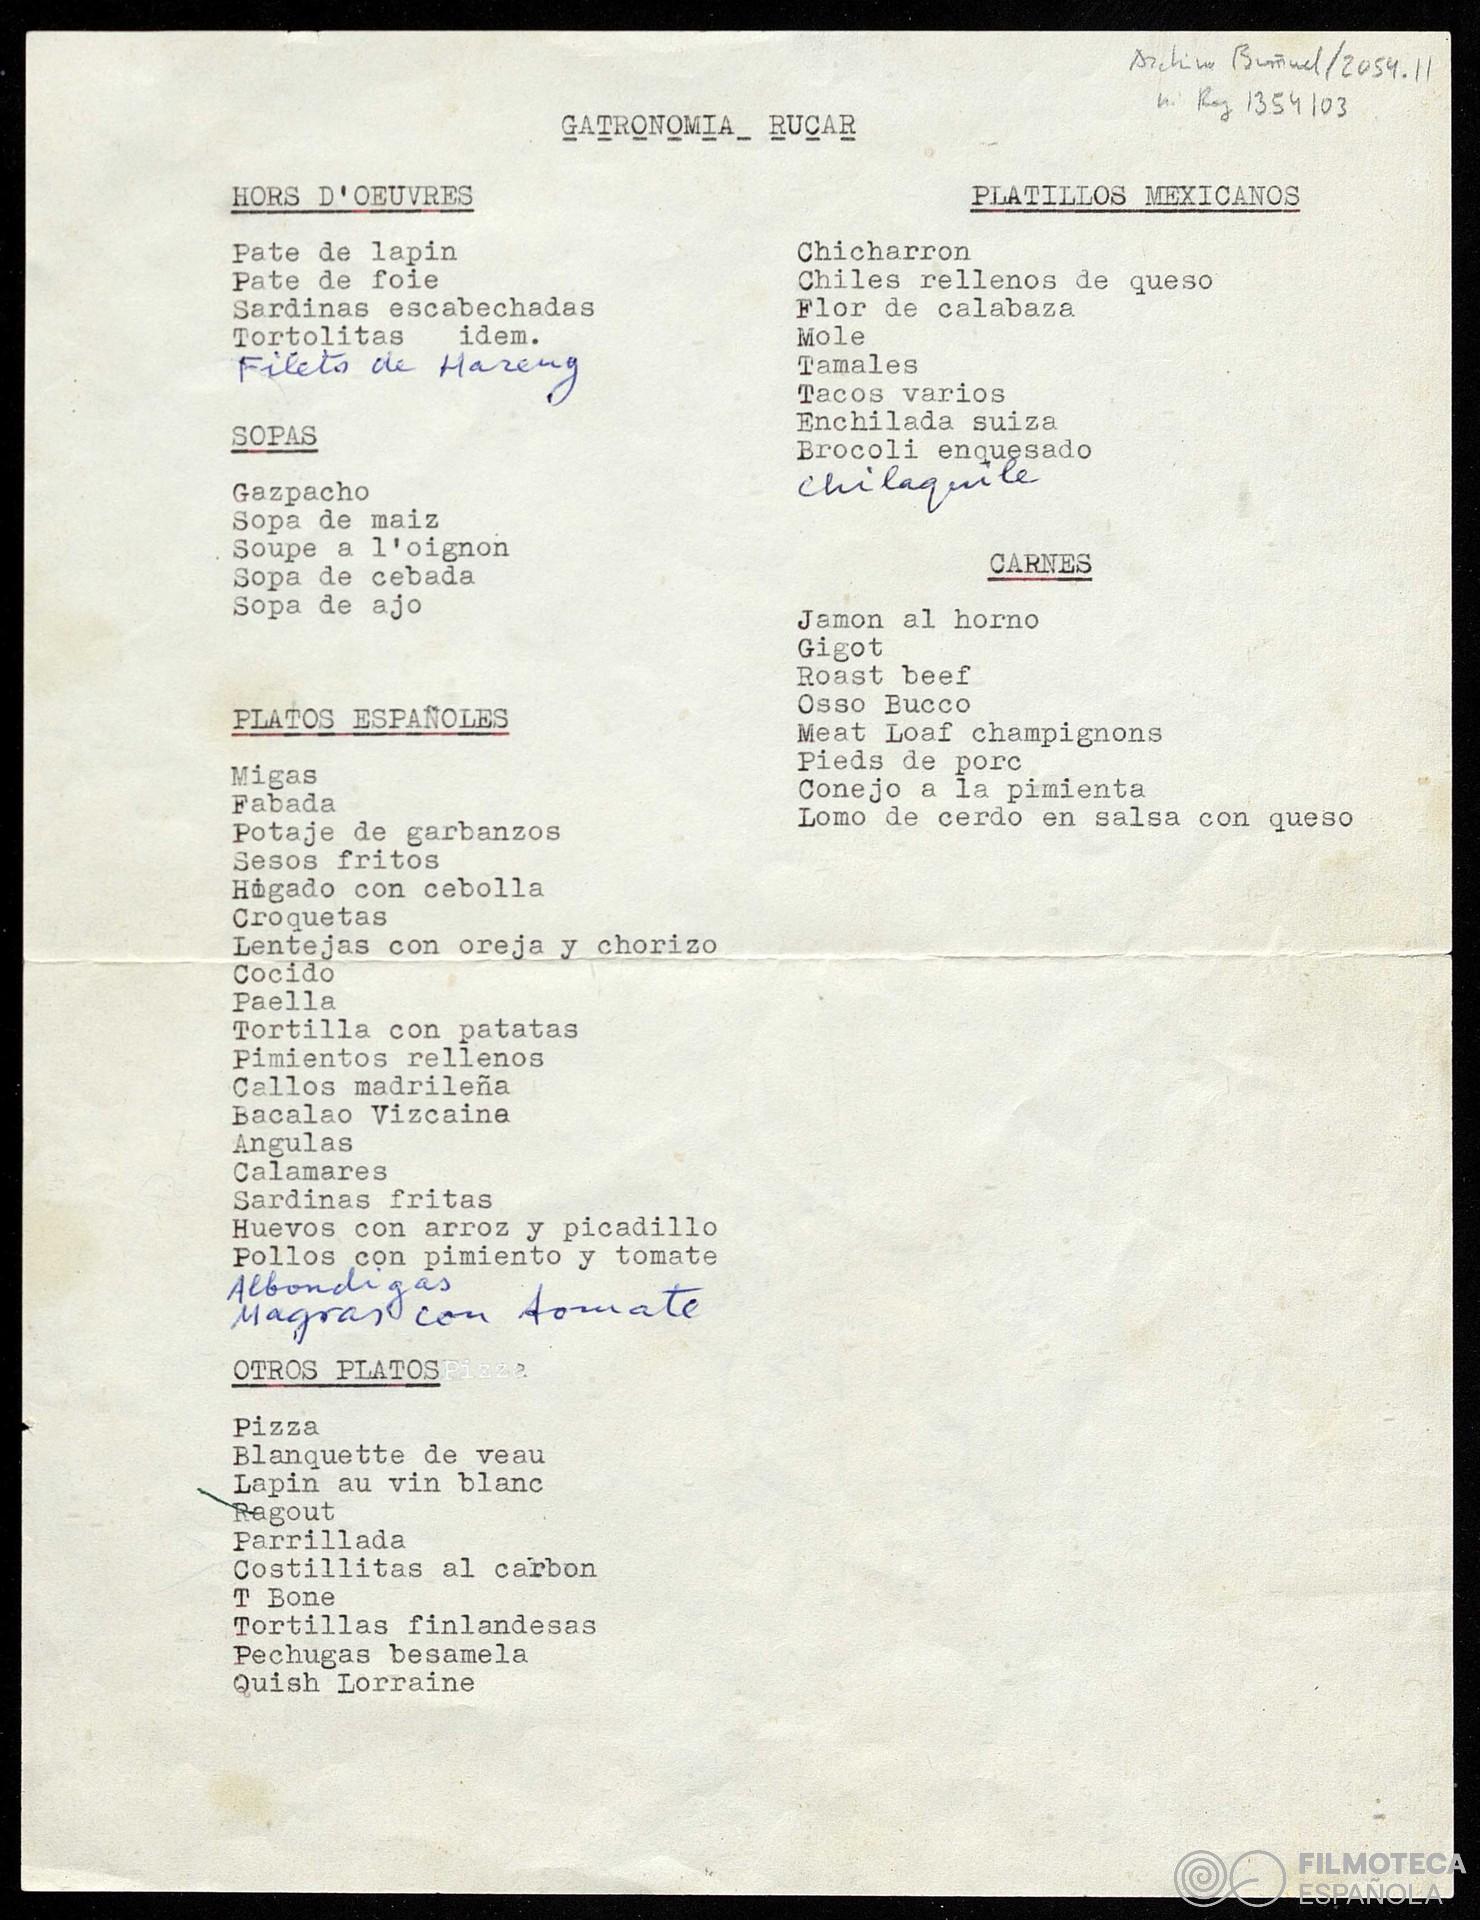 Archivo Buñuel/2054.11
Nº Reg 1354/03
GATRONOMIA_ RUCAR
HORS D'OEUVRES
Pate de lapin
Pate de foie
Sardinas escabechadas
Tortolitas idem.
Filets de Hareng
SOPAS
Gazpacho
Sopa de maiz
Soupe a l'oignon
Sopa de cebada
Sopa de ajo
PLATOS ESPAÑOLES
Migas
Fabada
Potaje de garbanzos
Sesos fritos
Higado con cebolla
Croquetas
Lentejas con oreja y chorizo
Cocido
Paella
Tortilla con patatas
Pimientos rellenos
Callos madrileña
Bacalao Vizcaina
Angulas
Calamares
Sardinas fritas
Huevos con arroz y picadillo
Pollos con pimiento y tomate
Albondigas
Magras con tomate
OTROS PLATOS Pizza
Pizza
Blanquette de veau
Lapin au vin blanc
Ragout
Parrillada
Costillitas al carbon
T Bone
Tortillas finlandesas
Pechugas besamela
Quish Lorraine
PLATILLOS MEXICANOS
Chicharron
Chiles rellenos de queso
Flor de calabaza
Mole
Tamales
Tacos varios
Enchilada suiza
Brocoli enquesado
Chilaquile
CARNES
Jamon al horno
Gigot
Roast beef
Osso Bucco
Meat Loaf champignons
Pieds de porc
Conejo a la pimienta
Lomo de cerdo en salsa con queso
FILMOTECA
ESPAÑOLA